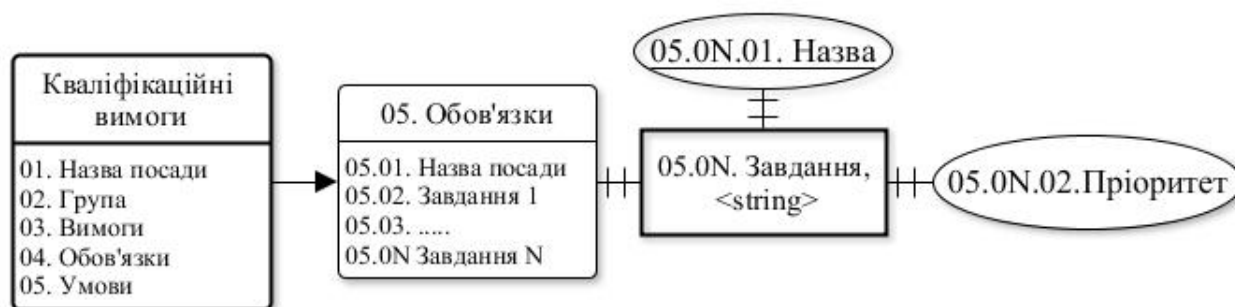 Кваліфікаційні
вимоги
01. Назва посади
02. Група
03. Вимоги
04. Обов'язки
05. Умови
05. Обов'язки
05.01. Назва посади
05.02. Завдання 1
05.03. .....
05.0N Завдання N
05.0N.01. Назва
05.0N. Завдання,
<string>
05.0N.02.Пріоритет